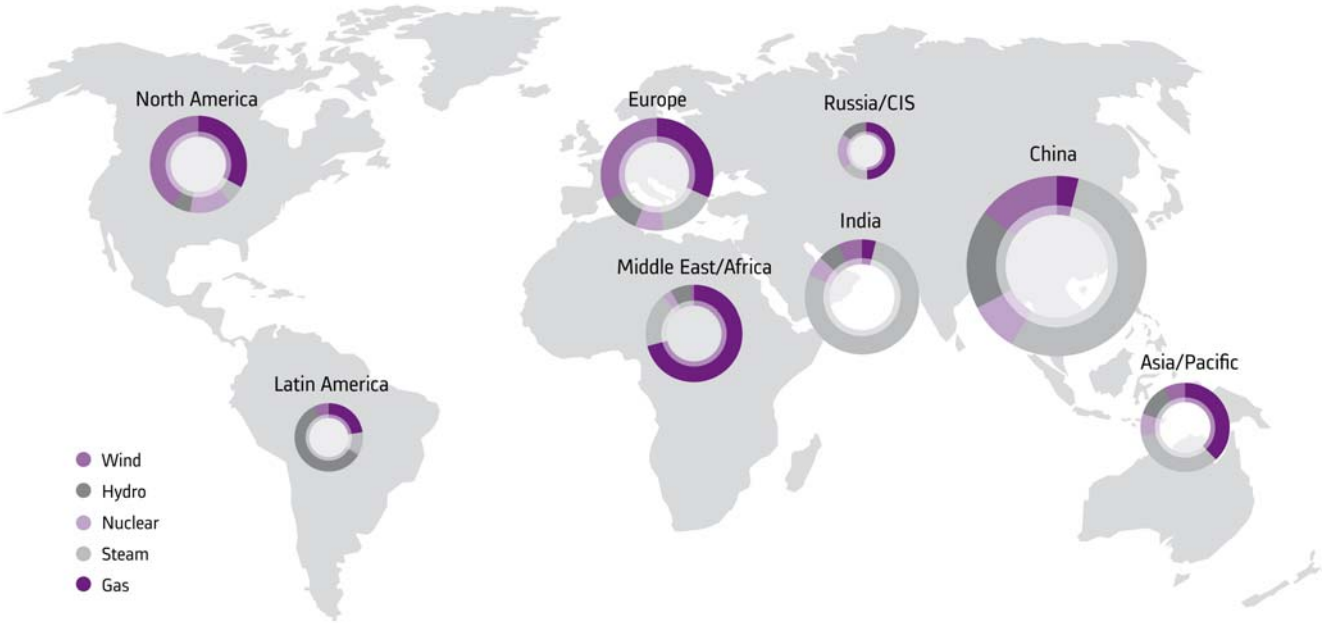 North America
Europe
Russia/CIS
China
India
Middle East/Africa
Asia/Pacific
Latin America
Wind
Hydro
Nuclear
Steam
Gas